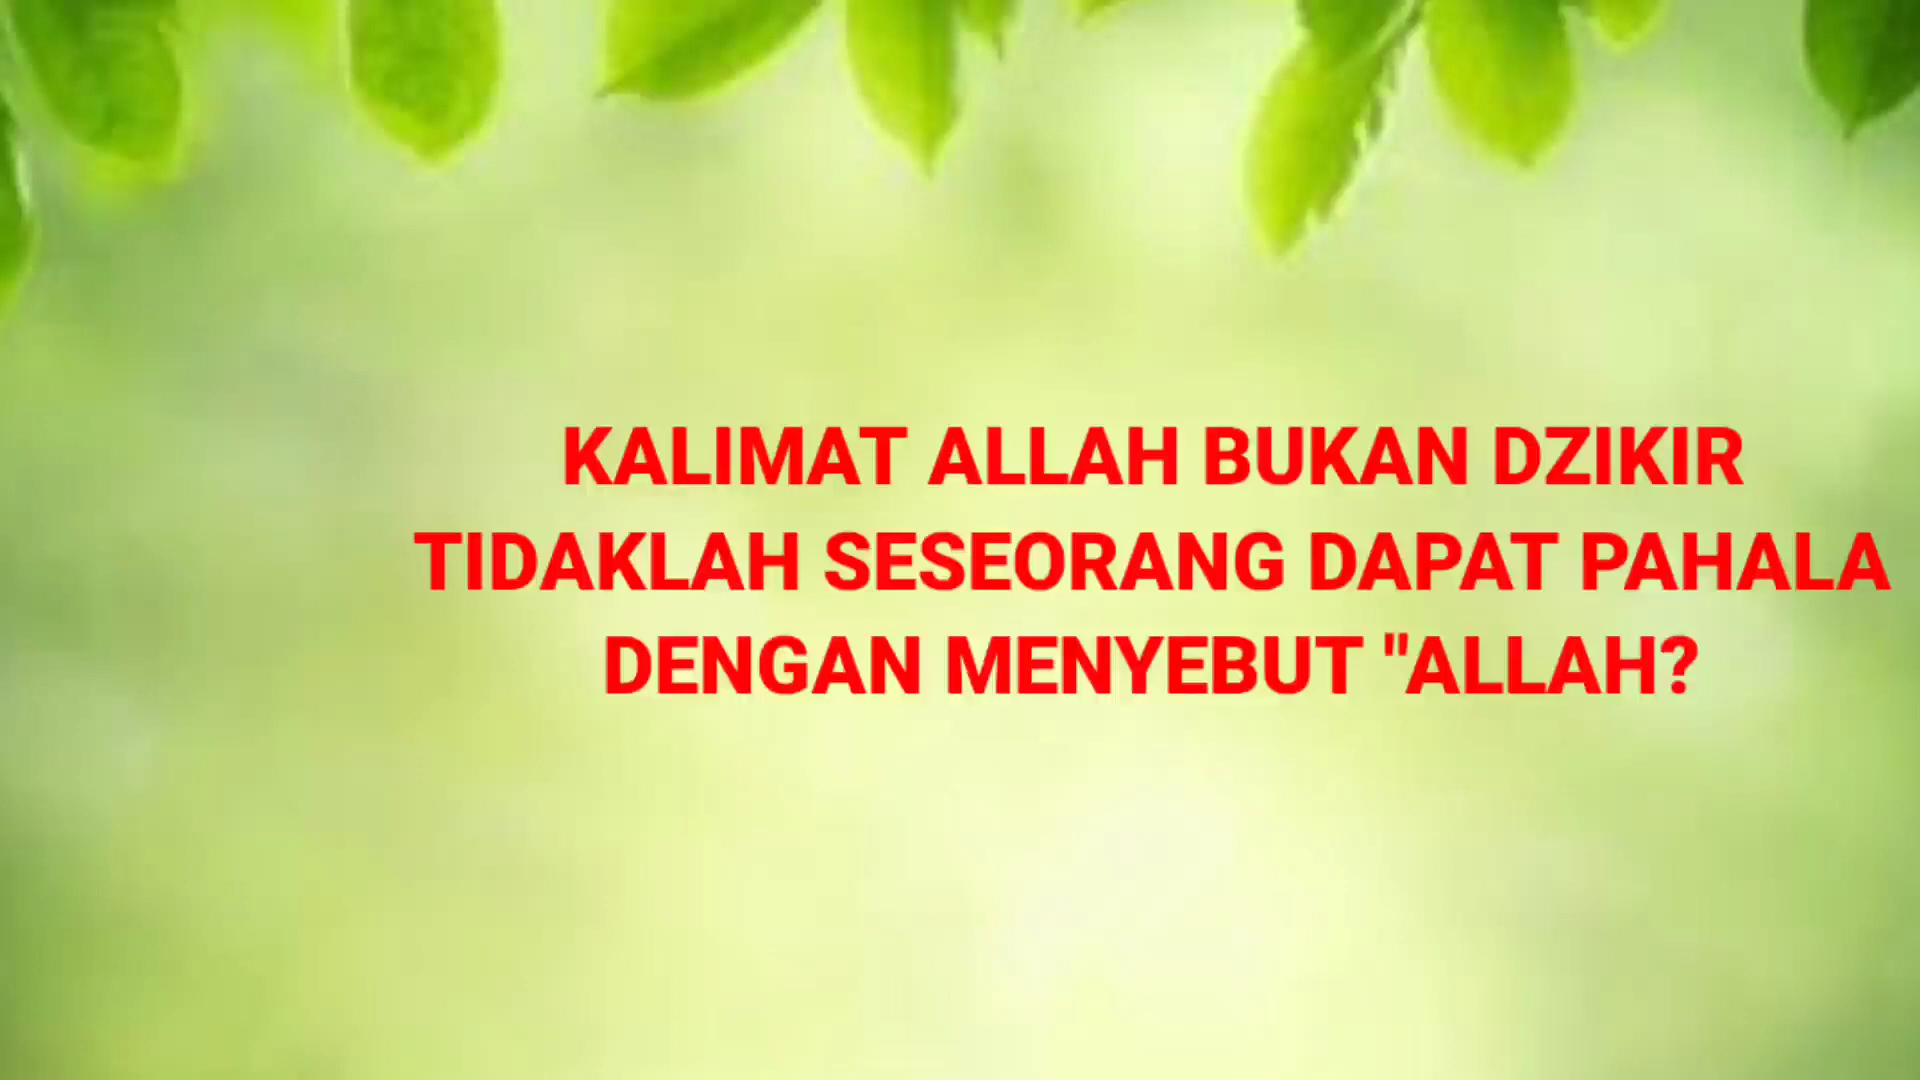 KALIMAT ALLAH BUKAN DZIKIR
TIDAKLAH SESEORANG DAPAT PAHALA
DENGAN MENYEBUT "ALLAH?